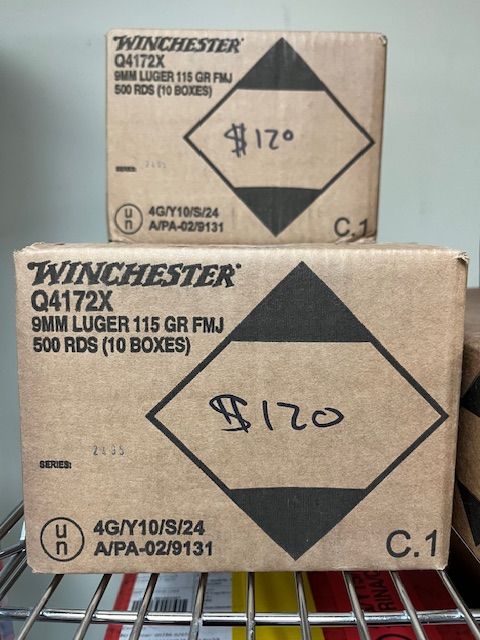 WINCHESTER
Q4172X
9MM LUGER 115 GR FMJ
500 RDS (10 BOXES)
$120
SERIES:
un
4G/Y10/S/24
A/PA-02/9131
C.1
WINCHESTER
Q4172X
9MM LUGER 115 GR FMJ
500 RDS (10 BOXES)
$120
SERIES:
un
4G/Y10/S/24
A/PA-02/9131
C.1